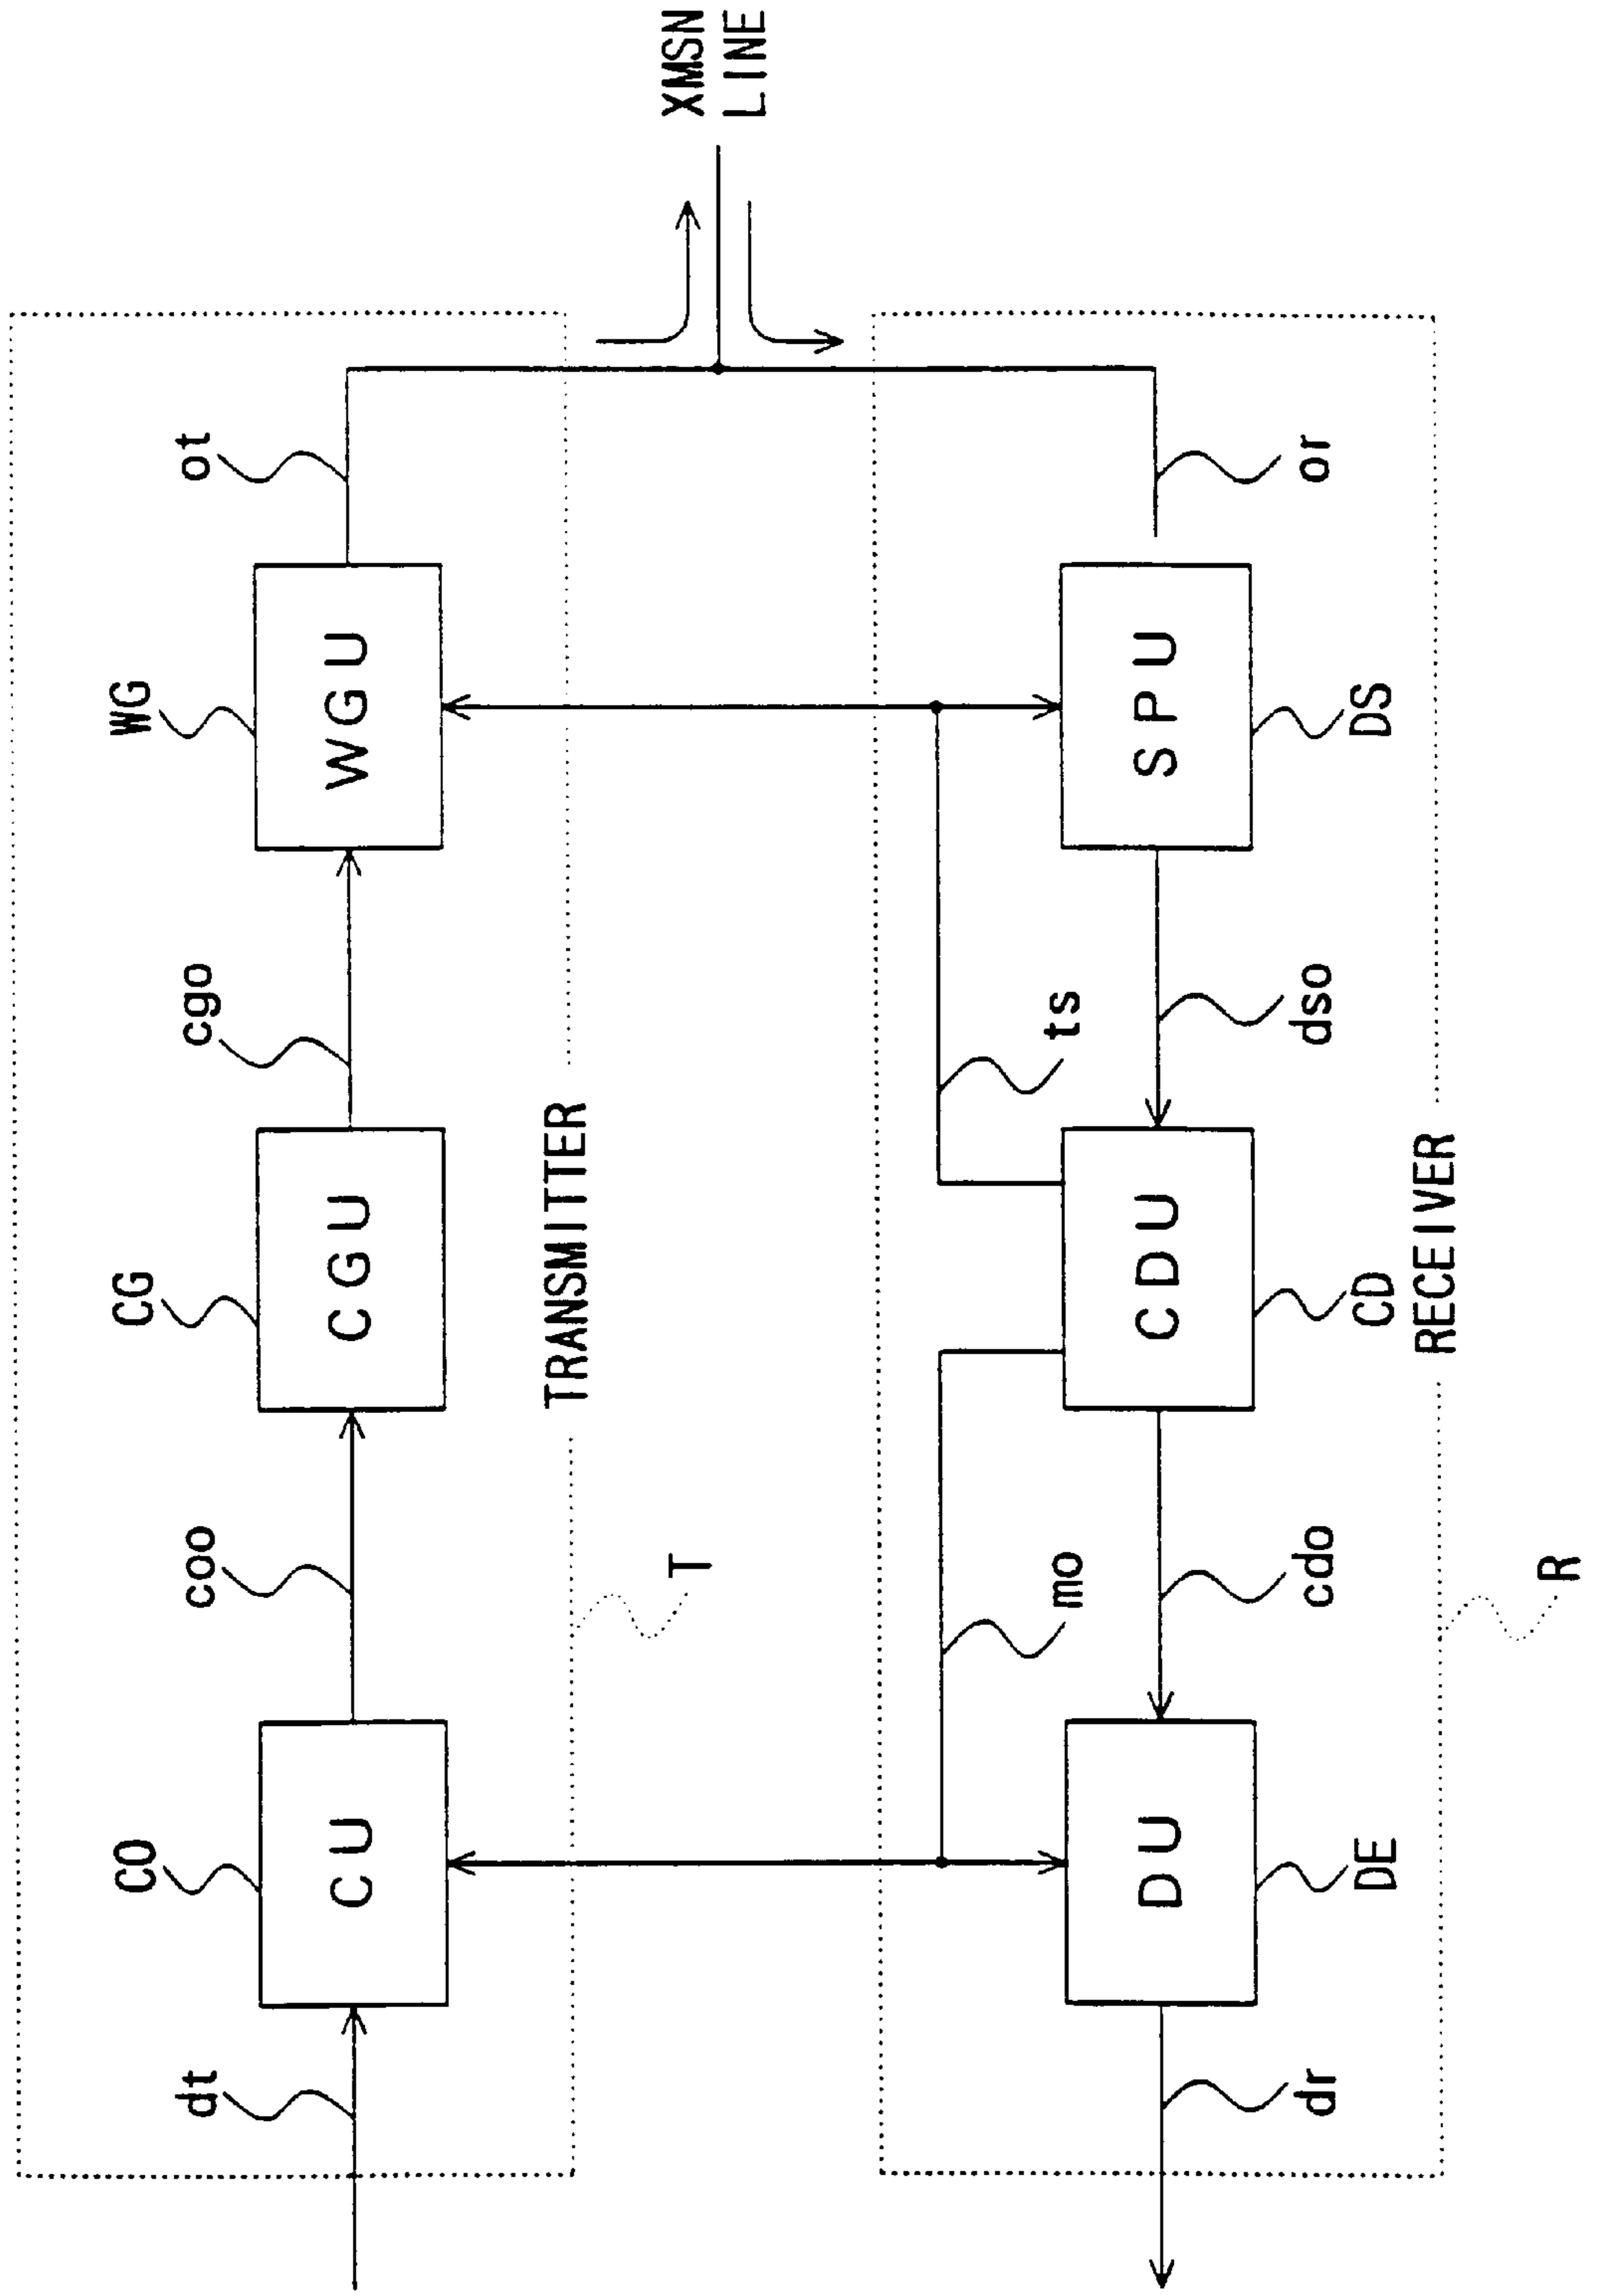 CO
CG
WG
dt
coo
cgo
ot
CU
CGU
WGU
TRANSMITTER
T
XMSN
LINE
mo
ts
DU
CDU
SPU
dr
cdo
dso
or
DE
CD
DS
RECEIVER
R